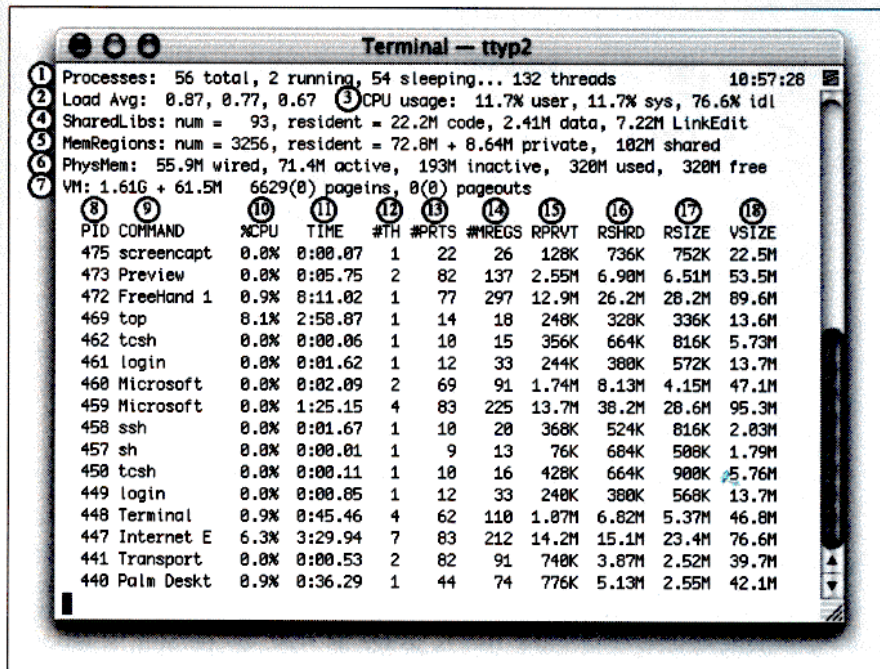 Terminal — ttyp2
1 Processes: 56 total, 2 running, 54 sleeping... 132 threads 10:57:28
2 Load Avg: 0.87, 0.77, 0.67 3 CPU usage: 11.7% user, 11.7% sys, 76.6% idl
4 SharedLibs: num = 93, resident = 22.2M code, 2.41M data, 7.22M LinkEdit
5 MemRegions: num = 3256, resident = 72.8M + 8.64M private, 102M shared
6 PhysMem: 55.9M wired, 71.4M active, 193M inactive, 320M used, 320M free
7 VM: 1.61G + 61.5M 6629(0) pageins, 0(0) pageouts
8 9 10 11 12 13 14 15 16 17 18
PID COMMAND %CPU TIME #TH #PRTS #MREGS RPRVT RSHRD RSIZE VSIZE
475 screencapt 0.0% 0:00.07 1 22 26 128K 736K 752K 22.5M
473 Preview 0.0% 0:05.75 2 82 137 2.55M 6.90M 6.51M 53.5M
472 FreeHand 1 0.9% 8:11.02 1 77 297 12.9M 26.2M 28.2M 89.6M
469 top 8.1% 2:58.87 1 14 18 248K 328K 336K 13.6M
462 tcsh 0.0% 0:00.06 1 10 15 356K 664K 816K 5.73M
461 login 0.0% 0:01.62 1 12 33 244K 380K 572K 13.7M
460 Microsoft 0.0% 0:02.09 2 69 91 1.74M 8.13M 4.15M 47.1M
459 Microsoft 0.0% 1:25.15 4 83 225 13.7M 38.2M 28.6M 95.3M
458 ssh 0.0% 0:01.67 1 10 20 368K 524K 816K 2.03M
457 sh 0.0% 0:00.01 1 9 13 76K 684K 508K 1.79M
450 tcsh 0.0% 0:00.11 1 10 16 428K 664K 900K 5.76M
449 login 0.0% 0:00.85 1 12 33 240K 380K 568K 13.7M
448 Terminal 0.9% 0:45.46 4 62 110 1.07M 6.82M 5.37M 46.8M
447 Internet E 6.3% 3:29.94 7 83 212 14.2M 15.1M 23.4M 76.6M
441 Transport 0.0% 0:00.53 2 82 91 740K 3.87M 2.52M 39.7M
440 Palm Deskt 0.9% 0:36.29 1 44 74 776K 5.13M 2.55M 42.1M